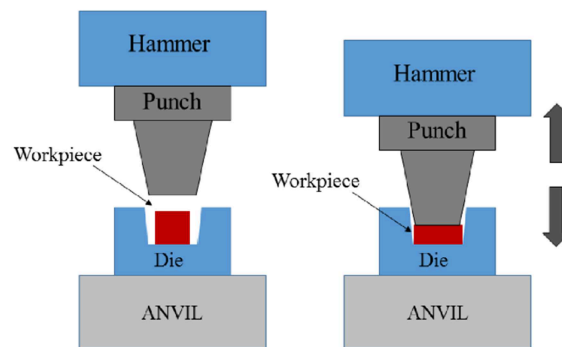 Hammer
Punch
Workpiece
Die
ANVIL
Hammer
Punch
Workpiece
Die
ANVIL